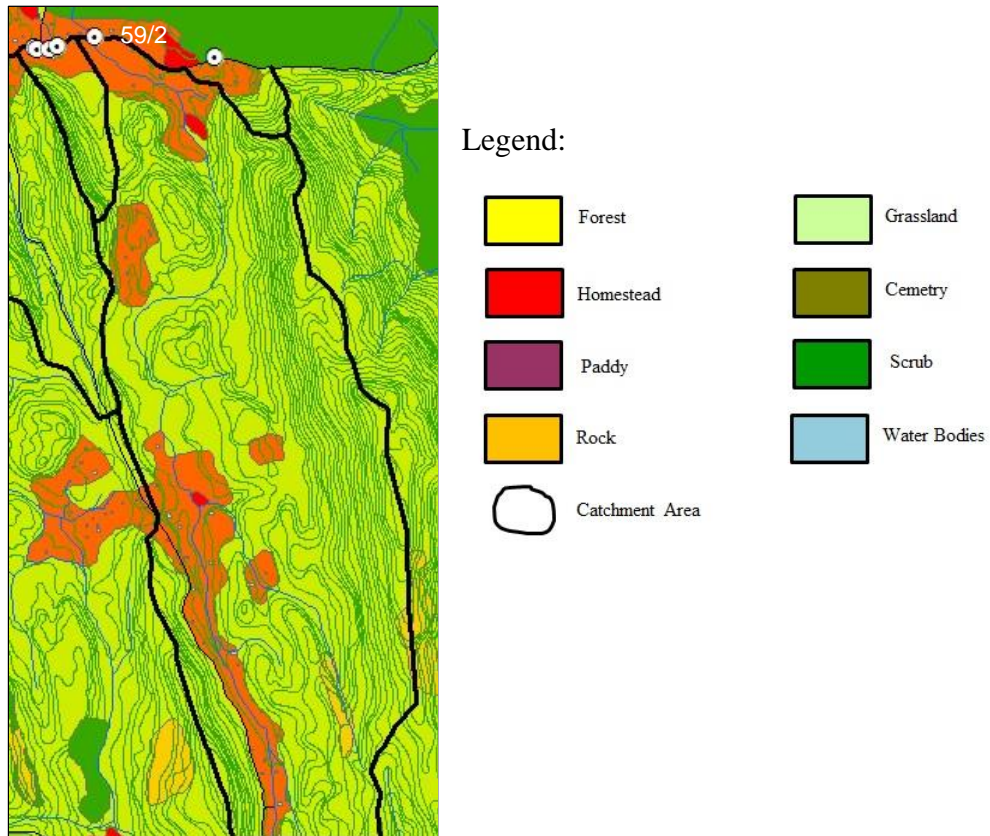 59/2
Legend:
Forest
Grassland
Homestead
Cemetry
Paddy
Scrub
Rock
Water Bodies
Catchment Area